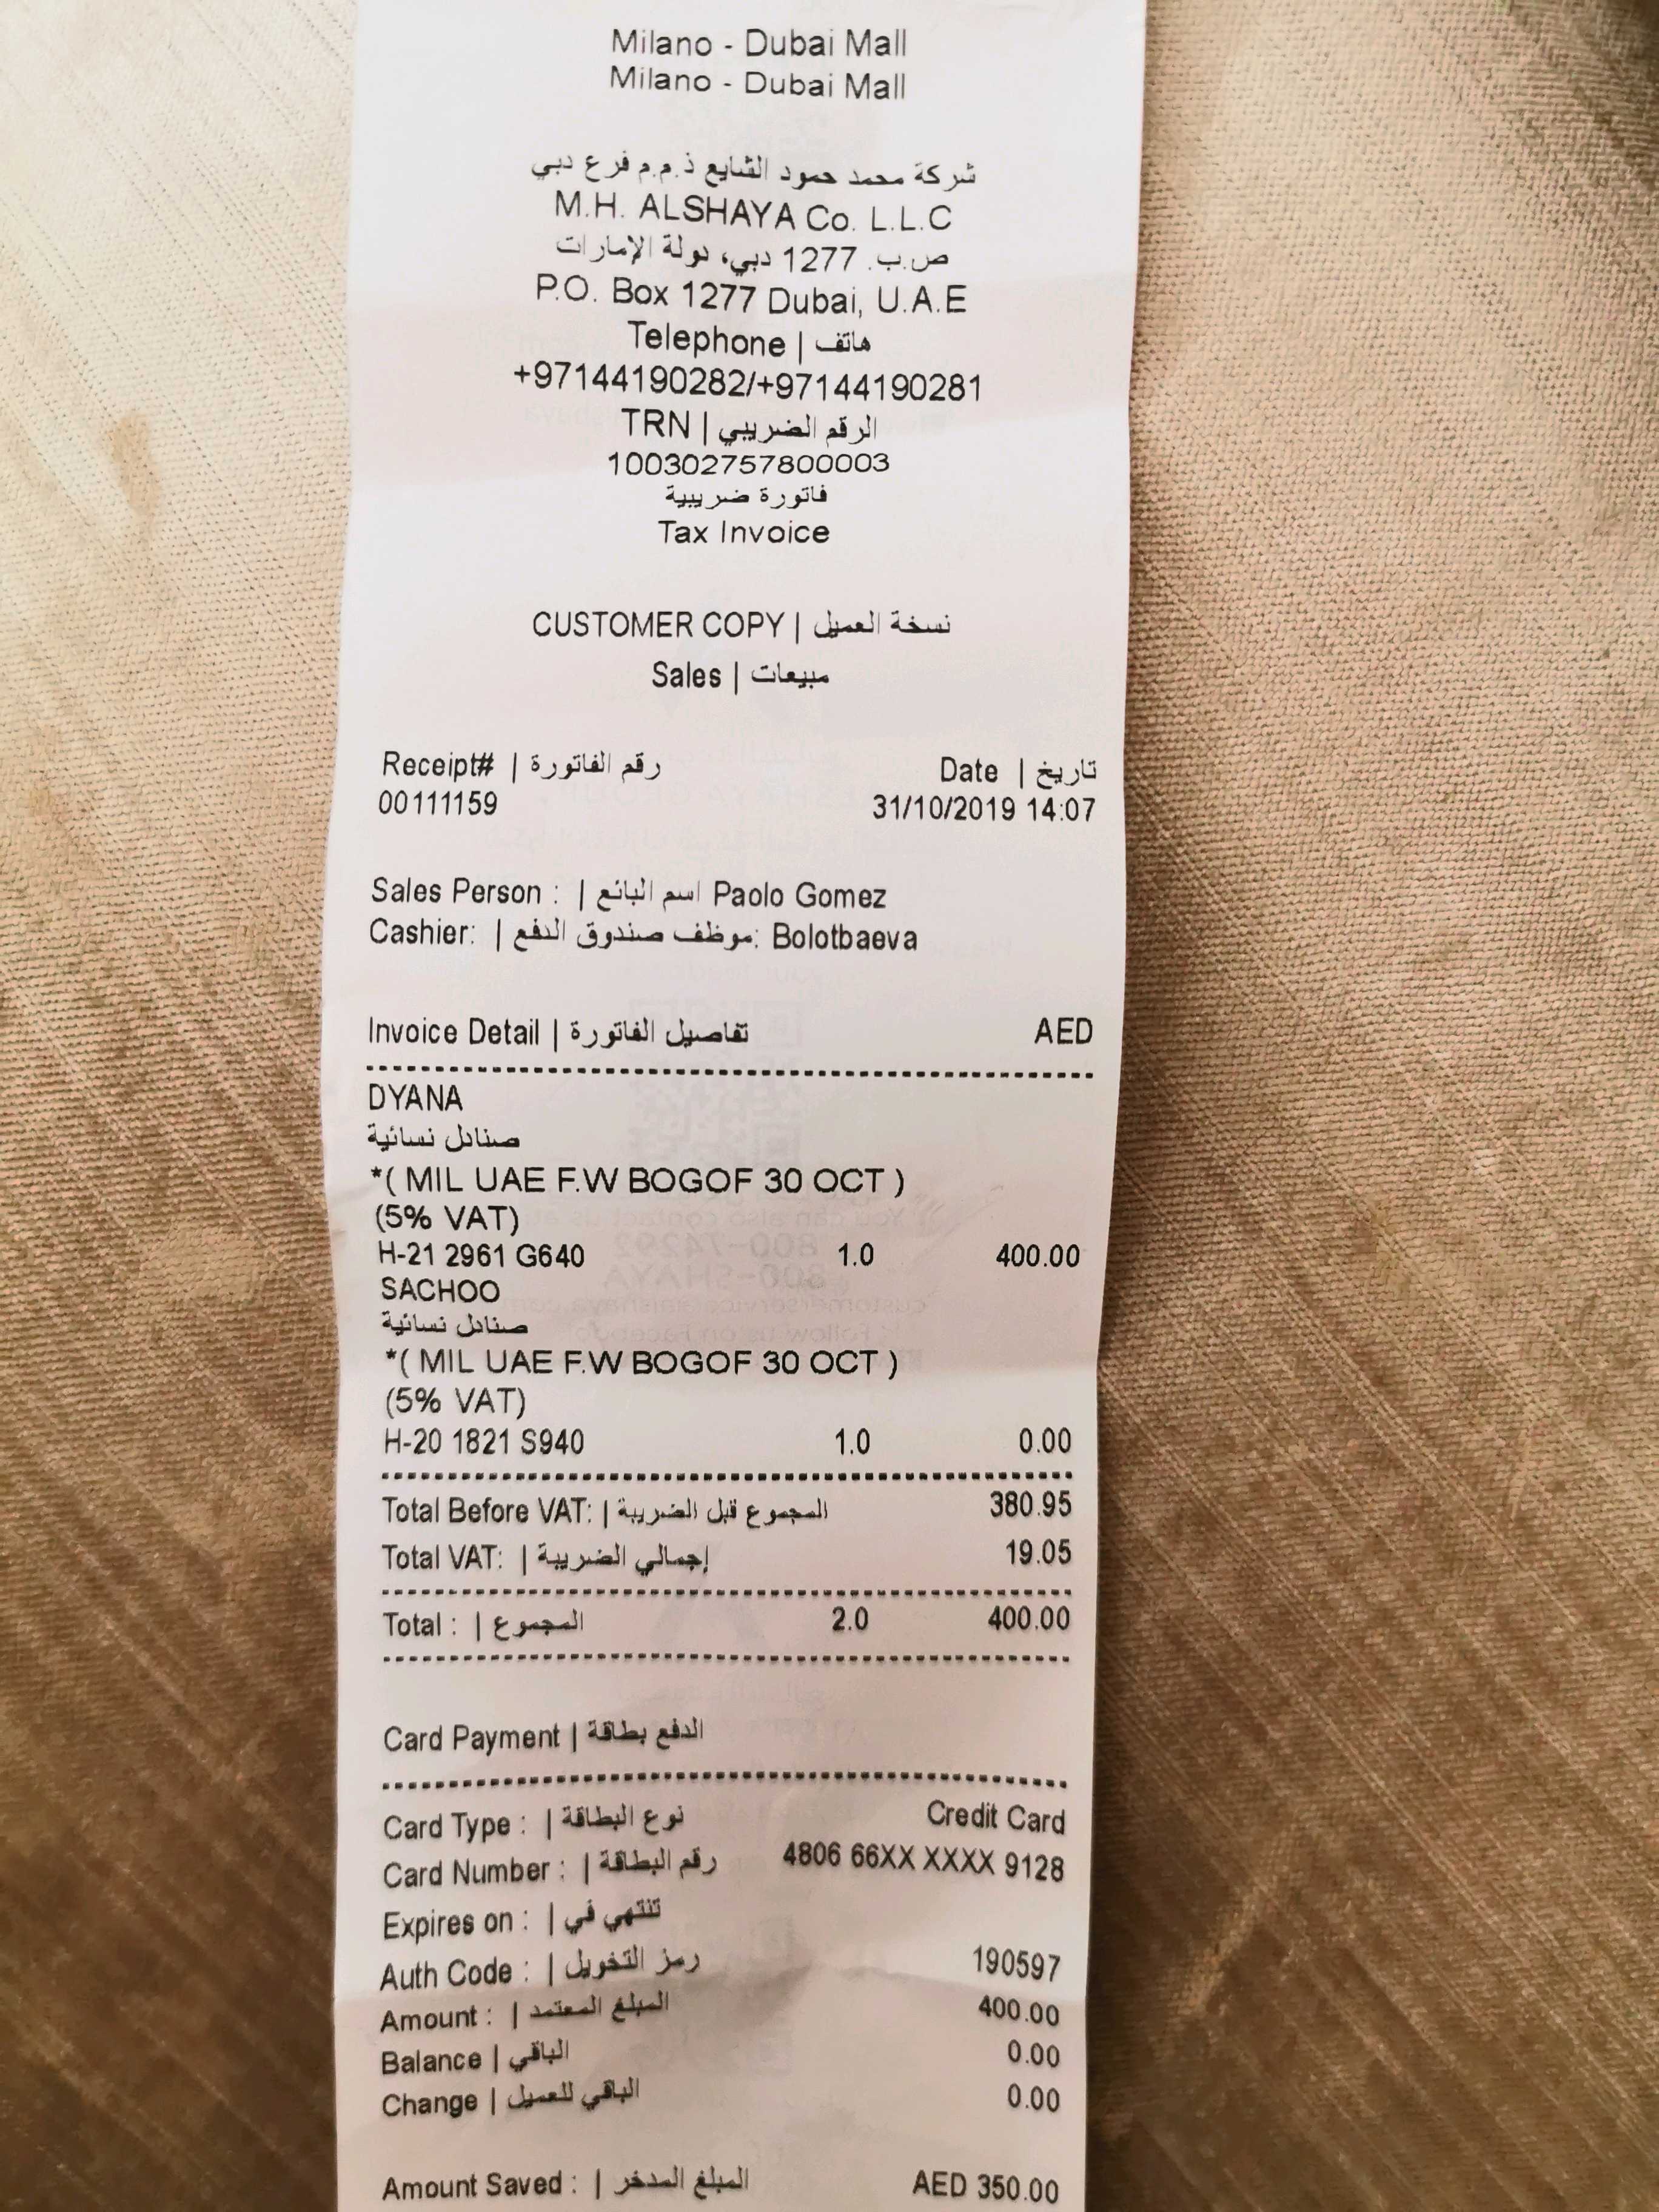 Milano - Dubai Mall
Milano - Dubai Mall
شركة محمد حمود الشايع ذ.م.م فرع دبي
M.H. ALSHAYA Co. L.L.C
ص.ب. 1277 دبي، دولة الإمارات
P.O. Box 1277 Dubai, U.A.E
Telephone | هاتف
+97144190282/+97144190281
TRN | الرقم الضريبي
100302757800003
فاتورة ضريبية
Tax Invoice
CUSTOMER COPY | نسخة العميل
Sales | مبيعات
Receipt# | رقم الفاتورة Date | تاريخ
00111159 31/10/2019 14:07
Sales Person : | اسم البائع Paolo Gomez
Cashier: | موظف صندوق الدفع: Bolotbaeva
Invoice Detail | تفاصيل الفاتورة AED
DYANA
صنادل نسائية
*( MIL UAE F.W BOGOF 30 OCT )
(5% VAT)
H-21 2961 G640 1.0 400.00
SACHOO
صنادل نسائية
*( MIL UAE F.W BOGOF 30 OCT )
(5% VAT)
H-20 1821 S940 1.0 0.00
Total Before VAT: | المجموع قبل الضريبة 380.95
Total VAT: | إجمالي الضريبة 19.05
Total : | المجموع 2.0 400.00
Card Payment | الدفع بطاقة
Card Type : | نوع البطاقة Credit Card
Card Number : | رقم البطاقة 4806 66XX XXXX 9128
Expires on : | تنتهي في
Auth Code : | رمز التخويل 190597
Amount : | المبلغ المعتمد 400.00
Balance | الباقي 0.00
Change | الباقي للعميل 0.00
Amount Saved : | المبلغ المدخر AED 350.00